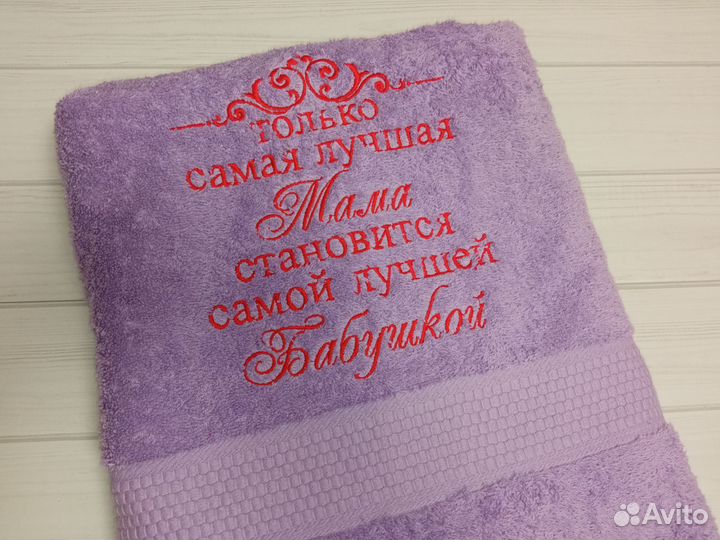 только
самая лучшая
Мама
становится
самой лучшей
Бабушкой
Avito